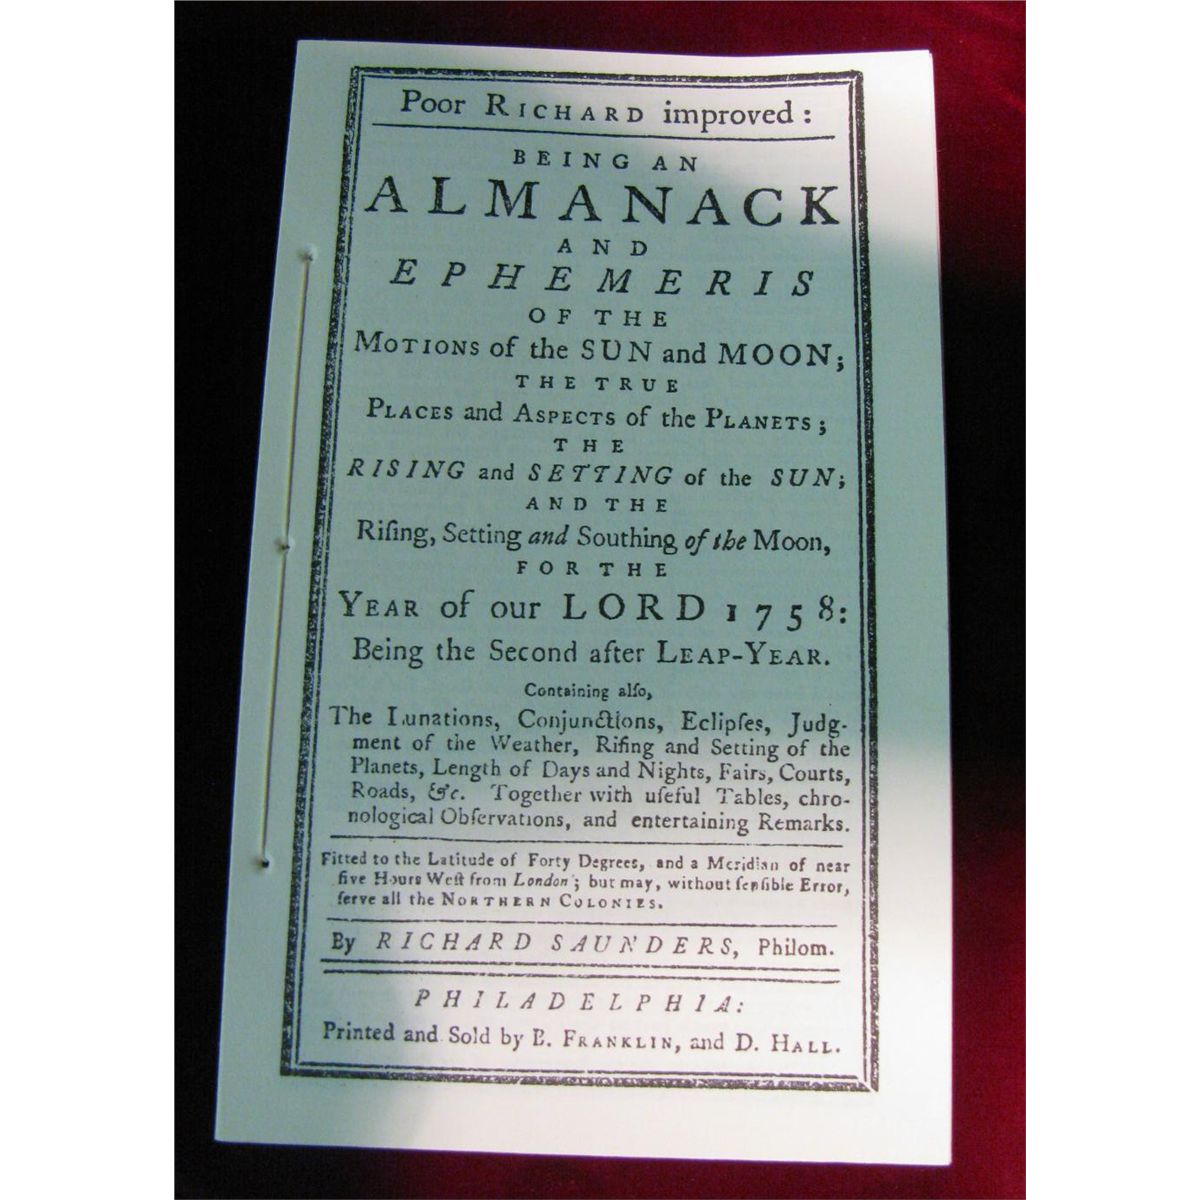 Poor RICHARD improved:
BEING AN
ALMANACK
AND
EPHEMERIS
OF THE
MOTIONS of the SUN and MOON;
THE TRUE
PLACES and ASPECTS of the PLANETS;
THE
RISING and SETTING of the SUN;
AND THE
Riſing, Setting and Southing of the Moon,
FOR THE
YEAR of our LORD 1758:
Being the Second after LEAP-YEAR.
Containing alſo,
The Lunations, Conjunctions, Eclipſes, Judg-
ment of the Weather, Riſing and Setting of the
Planets, Length of Days and Nights, Fairs, Courts,
Roads, &c. Together with uſeful Tables, chro-
nological Obſervations, and entertaining Remarks.
Fitted to the Latitude of Forty Degrees, and a Meridian of near
five Hours Weſt from London; but may, without ſenſible Error,
ſerve all the NORTHERN COLONIES.
By RICHARD SAUNDERS, Philom.
PHILADELPHIA:
Printed and Sold by B. FRANKLIN, and D. HALL.